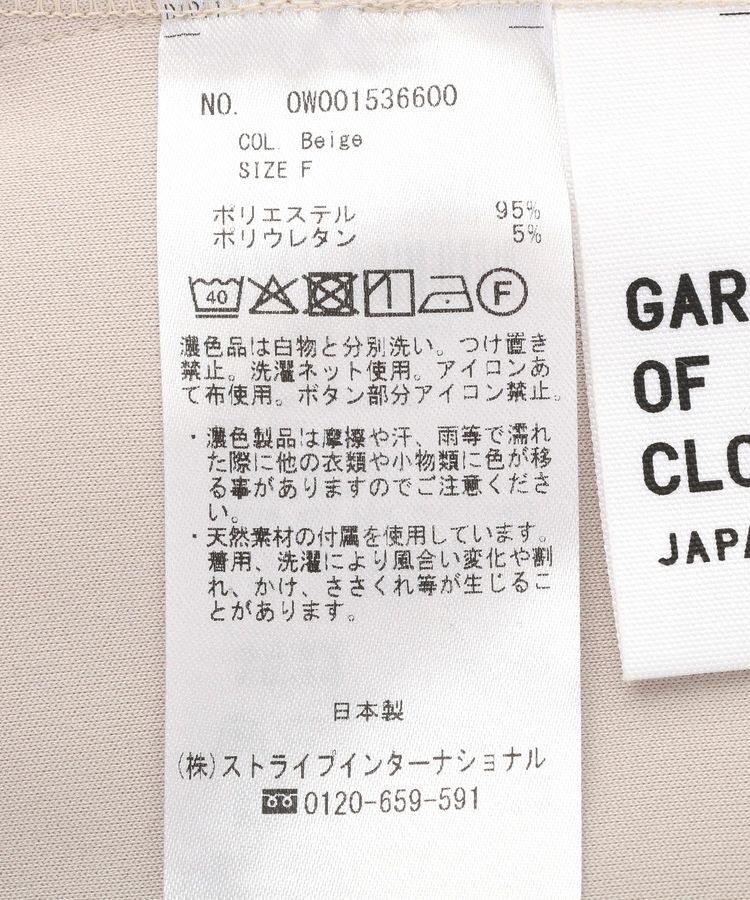 NO. OW001536600
COL. Beige
SIZE F
ポリエステル 95%
ポリウレタン 5%
40
F
濃色品は白物と分別洗い。つけ置き
禁止。洗濯ネット使用。アイロンあ
て布使用。ボタン部分アイロン禁止。
・濃色製品は摩擦や汗、雨等で濡れ
た際に他の衣類や小物類に色が移
る事がありますのでご注意くださ
い。
・天然素材の付属を使用しています。
着用、洗濯により風合い変化や割
れ、かけ、ささくれ等が生じるこ
とがあります。
日本製
(株)ストライプインターナショナル
0120-659-591
GAR
OF
CLO
JAPA